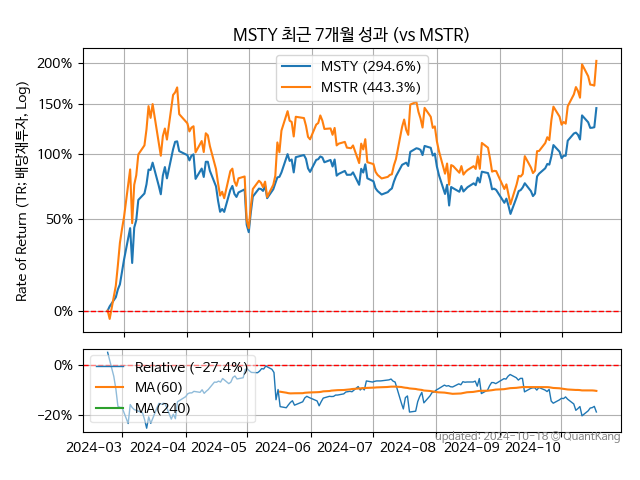 MSTY 최근 7개월 성과 (vs MSTR)
Rate of Return (TR: 배당재투자, Log)
200%
150%
100%
50%
0%
MSTY (294.6%)
MSTR (443.3%)
0%
−20%
Relative (−27.4%)
MA(60)
MA(240)
2024-03 2024-04 2024-05 2024-06 2024-07 2024-08 2024-09 2024-10
updated: 2024-10-18 © QuantKang